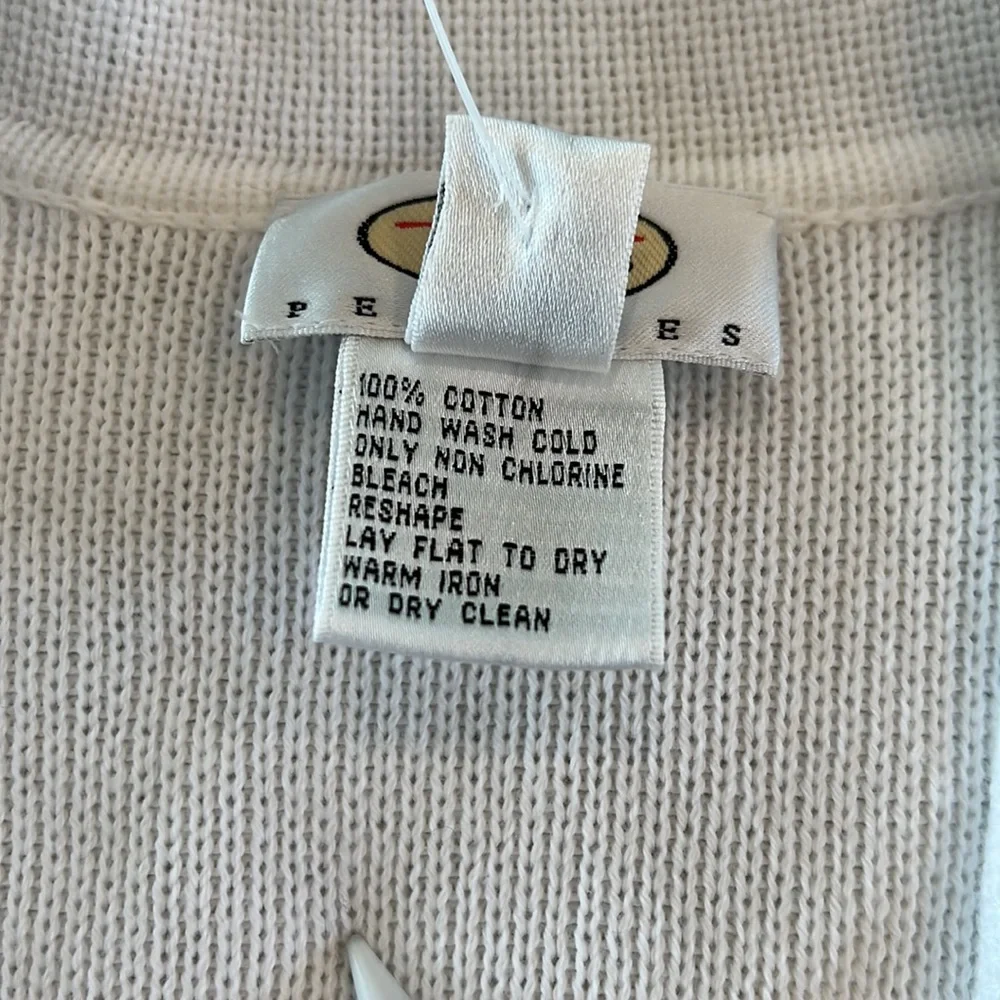 P E E S
100% COTTON
HAND WASH COLD
ONLY NON CHLORINE
BLEACH
RESHAPE
LAY FLAT TO DRY
WARM IRON
OR DRY CLEAN